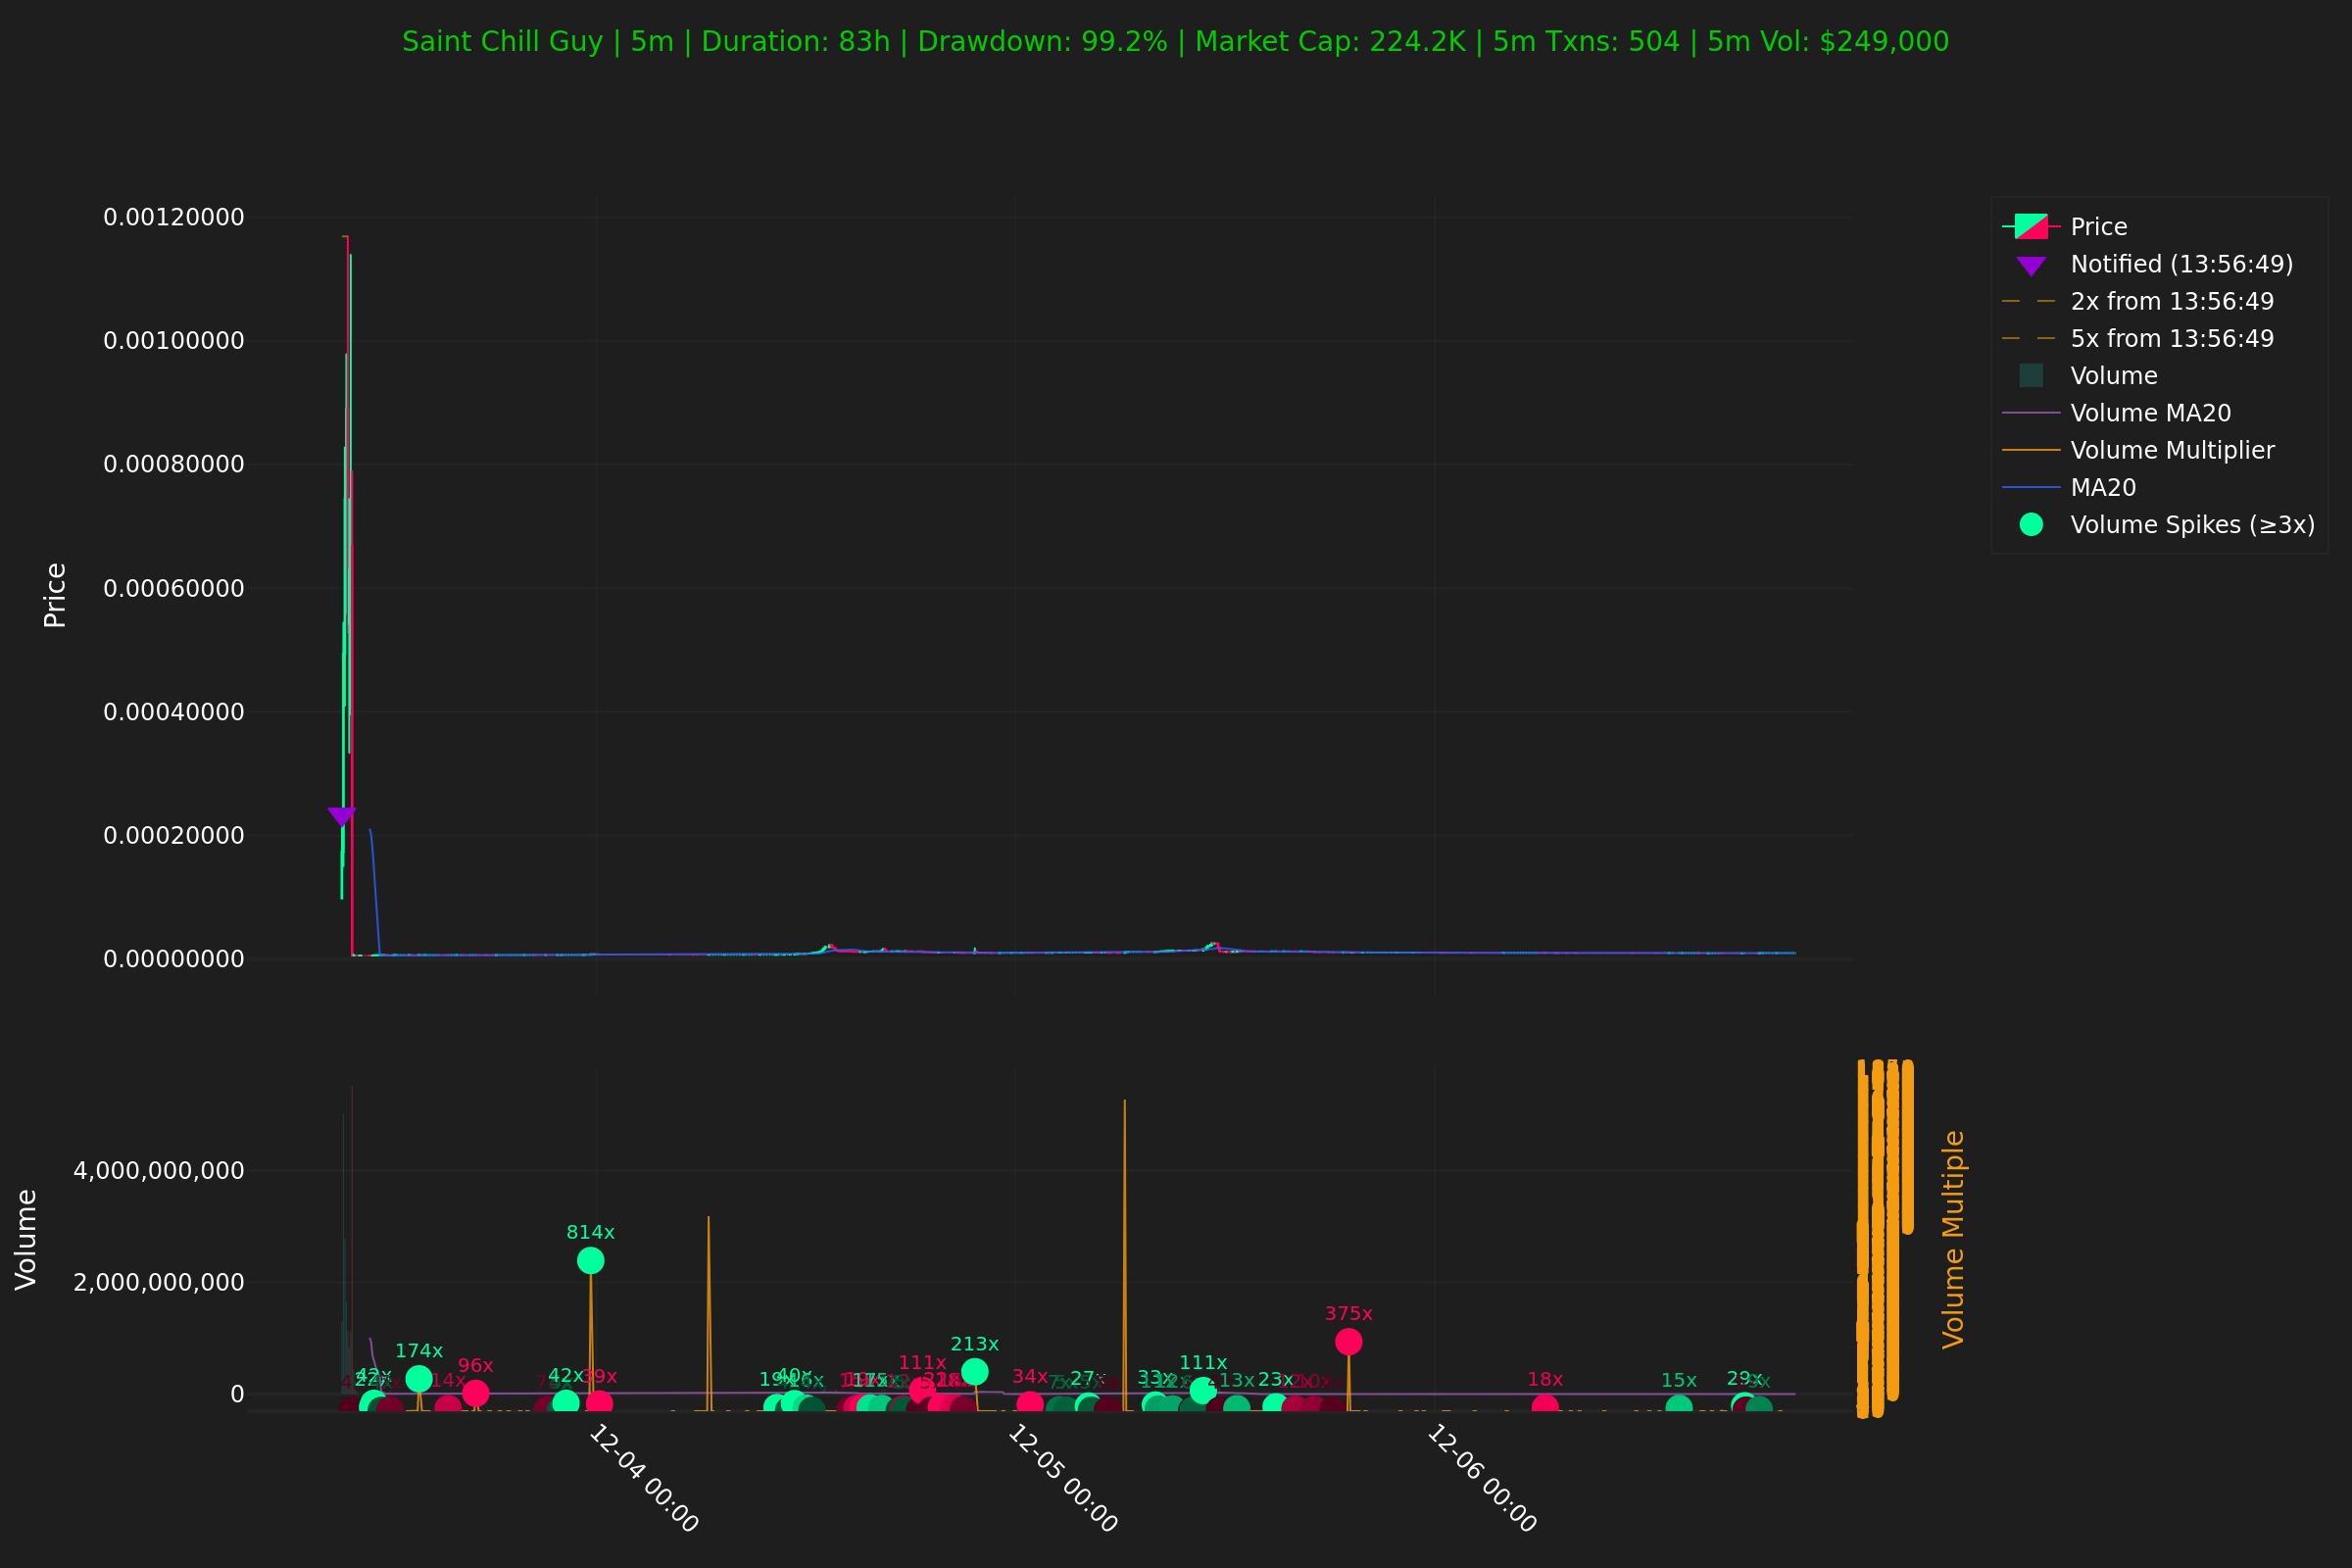 Saint Chill Guy | 5m | Duration: 83h | Drawdown: 99.2% | Market Cap: 224.2K | 5m Txns: 504 | 5m Vol: $249,000
Price
0.00120000
0.00100000
0.00080000
0.00060000
0.00040000
0.00020000
0.00000000
Price
Notified (13:56:49)
2x from 13:56:49
5x from 13:56:49
Volume
Volume MA20
Volume Multiplier
MA20
Volume Spikes (≥3x)
Volume
4,000,000,000
2,000,000,000
0
42x
174x
14x
96x
42x
814x
39x
40x
111x
213x
34x
27x
33x
111x
13x
23x
375x
18x
15x
29x
12-04 00:00
12-05 00:00
12-06 00:00
Volume Multiple